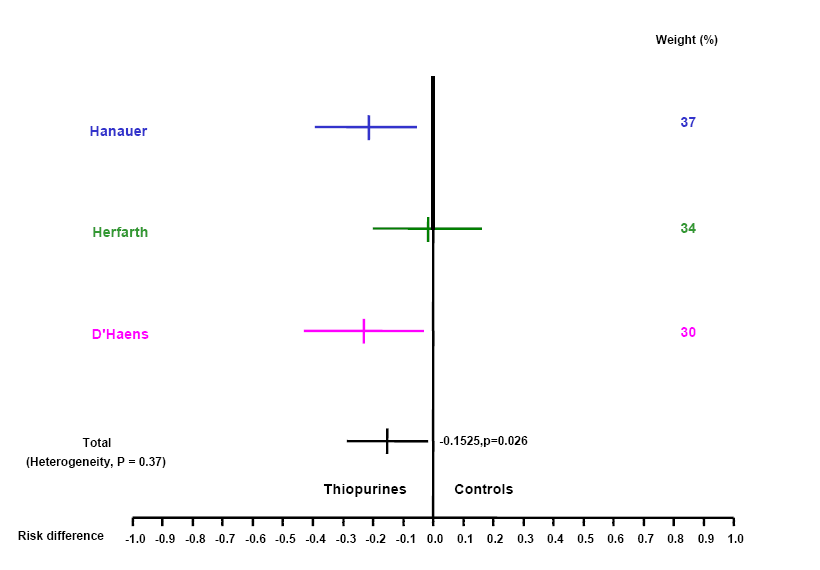 Weight (%)
Hanauer 37
Herfarth 34
D'Haens 30
Total -0.1525,p=0.026
(Heterogeneity, P = 0.37)
Thiopurines Controls
Risk difference -1.0 -0.9 -0.8 -0.7 -0.6 -0.5 -0.4 -0.3 -0.2 -0.1 0.0 0.1 0.2 0.3 0.4 0.5 0.6 0.7 0.8 0.9 1.0